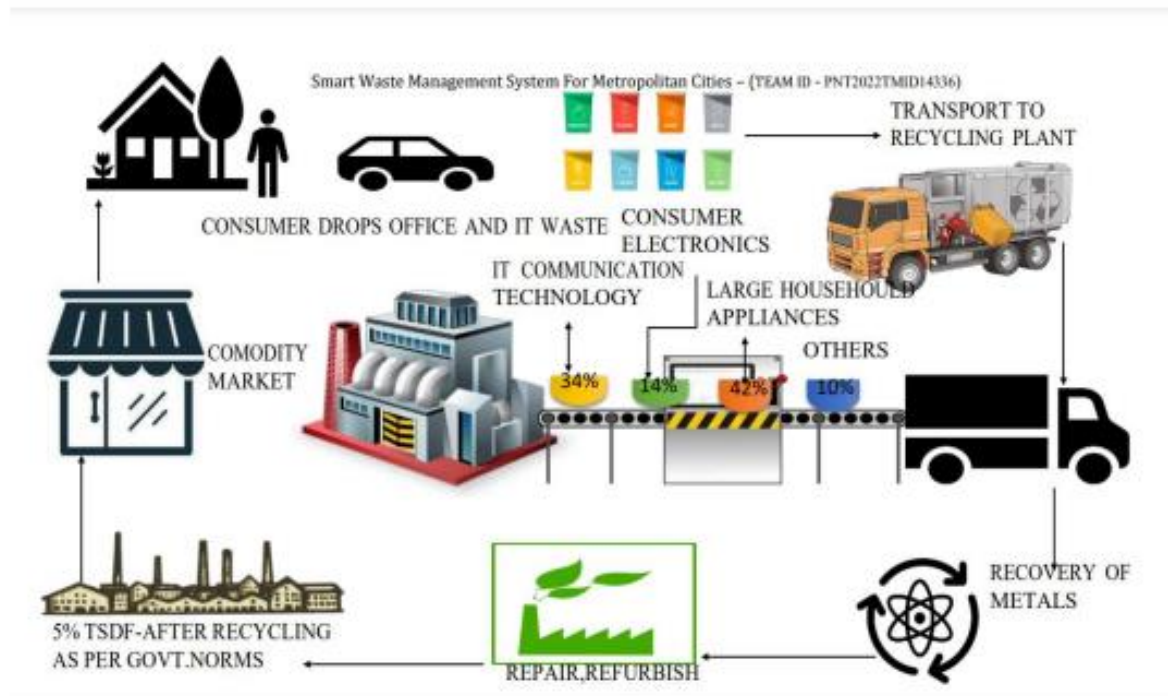 Smart Waste Management System For Metropolitan Cities – (TEAM ID - PNT2022TMID14336)
TRANSPORT TO
RECYCLING PLANT
CONSUMER DROPS OFFICE AND IT WASTE
CONSUMER
ELECTRONICS
IT COMMUNICATION
TECHNOLOGY
LARGE HOUSEHOULD
APPLIANCES
OTHERS
COMODITY
MARKET
34%
14%
42%
10%
RECOVERY OF
METALS
5% TSDF-AFTER RECYCLING
AS PER GOVT.NORMS
REPAIR,REFURBISH